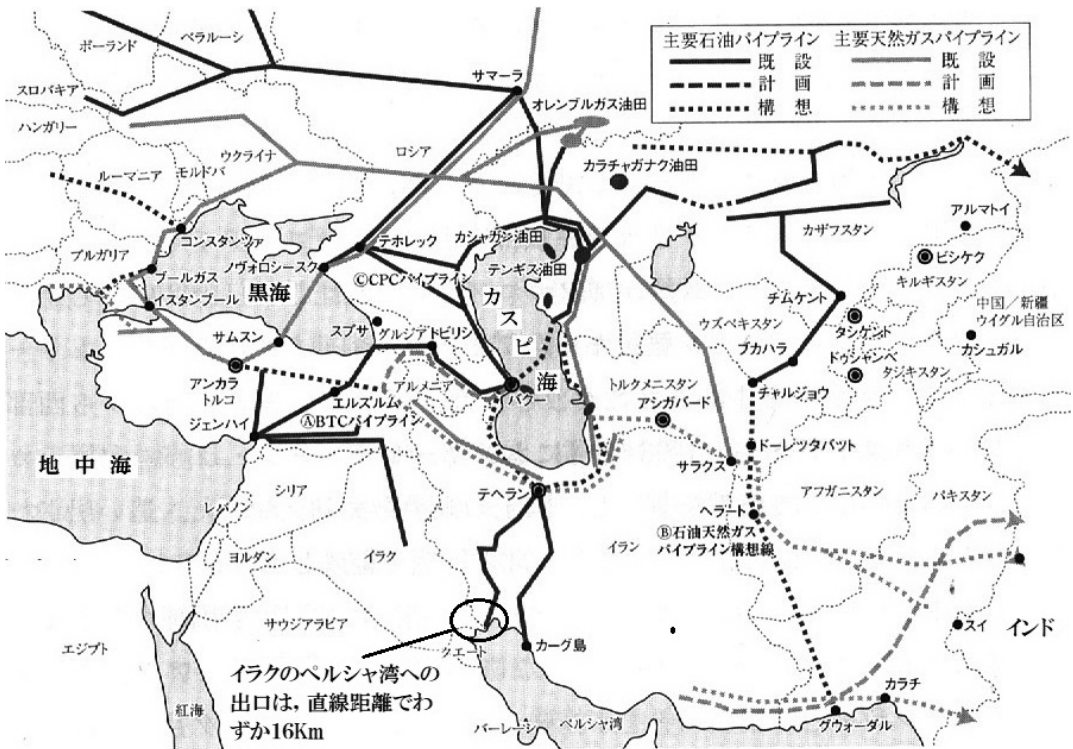 主要石油パイプライン
既設
計画
構想
主要天然ガスパイプライン
既設
計画
構想
ポーランド
ベラルーシ
スロバキア
サマーラ
オレンブルガス油田
ハンガリー
ウクライナ
ロシア
カラチャガナク油田
ルーマニア
モルドバ
コンスタンツァ
テホレック
カシャガン油田
カザフスタン
アルマトイ
ブルガリア
ブールガス
ノヴォロシースク
テンギス油田
ビシケク
キルギスタン
ⒸCPCパイプライン
イスタンブール
黒海
カスピ海
チムケント
中国／新疆
ウイグル自治区
スプサ
グルジア
トビリシ
ウズベキスタン
タシケント
サムスン
ブカハラ
ドゥシャンベ
カシュガル
アンカラ
トルコ
アルメニア
バクー
トルクメニスタン
チャルジョウ
タジキスタン
エルズルム
アシガバード
ⒶBTCパイプライン
ジェンハイ
ドーレッタバット
地中海
サラクス
シリア
テヘラン
アフガニスタン
パキスタン
レバノン
ヘラート
ヨルダン
イラク
イラン
Ⓑ石油天然ガス
パイプライン構想線
サウジアラビア
スイ
インド
エジプト
クエート
カーグ島
イラクのペルシャ湾への
出口は，直線距離でわ
ずか16Km
カラチ
紅海
バーレーン
ペルシャ湾
グウォーダル